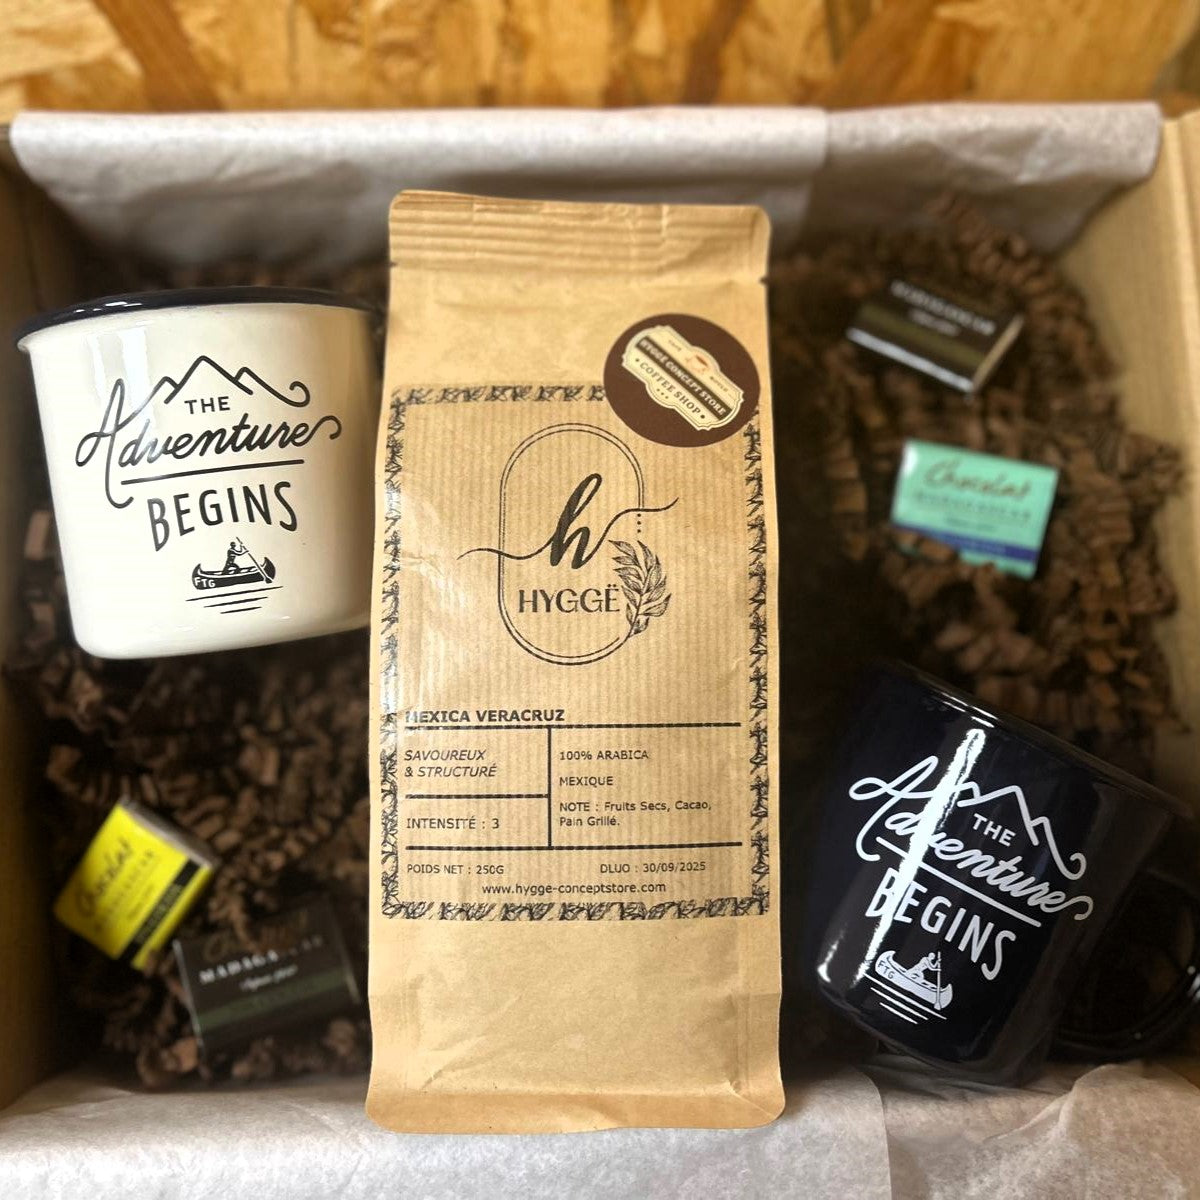 THE
Adventure
BEGINS
FTG
HYGGE CONCEPT STORE
COFFEE SHOP
h
HYGGË
MEXICA VERACRUZ
SAVOUREUX
& STRUCTURÉ
INTENSITÉ : 3
100% ARABICA
MEXIQUE
NOTE : Fruits Secs, Cacao,
Pain Grillé.
POIDS NET : 250G
DLUO : 30/09/2025
www.hygge-conceptstore.com
Chocolat
MADAGASCAR
THE
Adventure
BEGINS
FTG
Chocolat